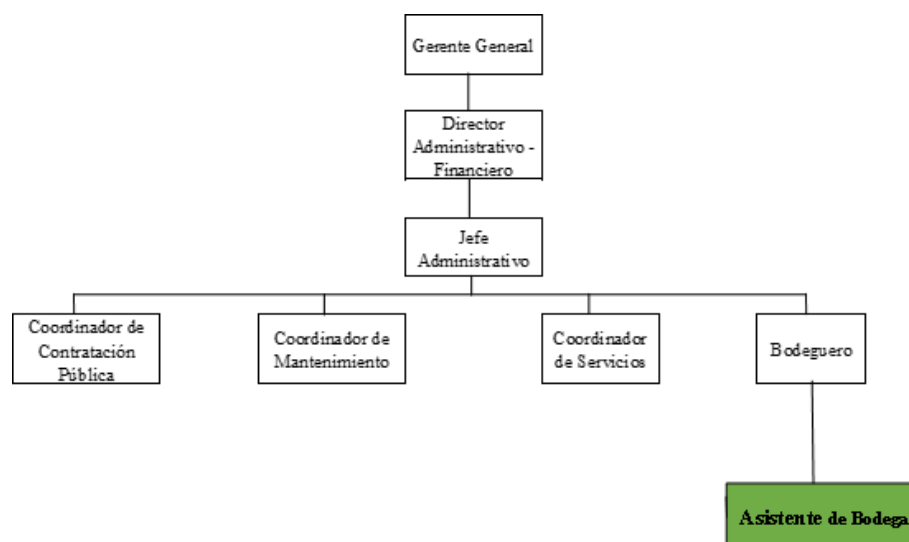 Gerente General
Director
Administrativo -
Financiero
Jefe
Administrativo
Coordinador de
Contratación
Pública
Coordinador de
Mantenimiento
Coordinador
de Servicios
Bodeguero
Asistente de Bodega